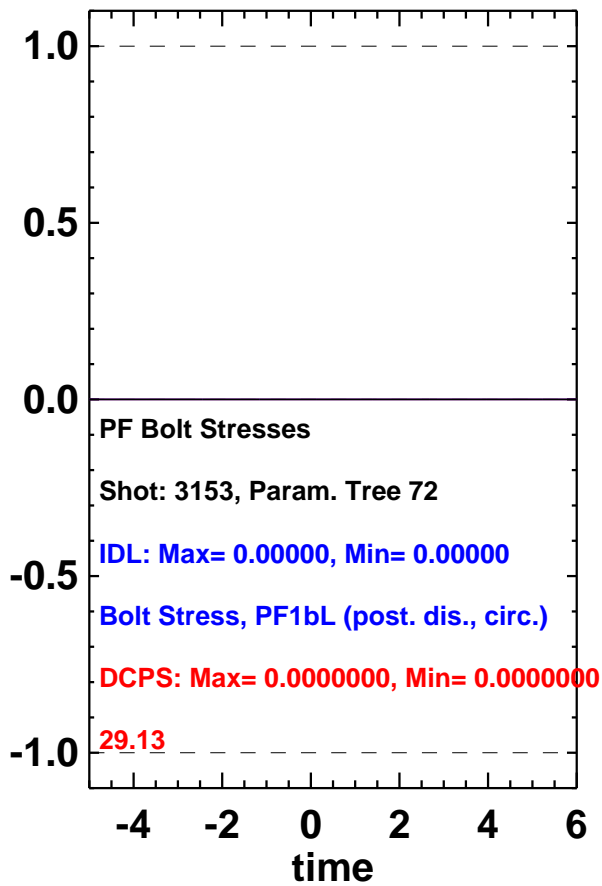 1.0
0.5
0.0
PF Bolt Stresses
Shot: 3153, Param. Tree 72
IDL: Max= 0.00000, Min= 0.00000
-0.5
Bolt Stress, PF1bL (post. dis., circ.)
DCPS: Max= 0.0000000, Min= 0.0000000
29.13
-1.0
-4 -2 0 2 4 6
time